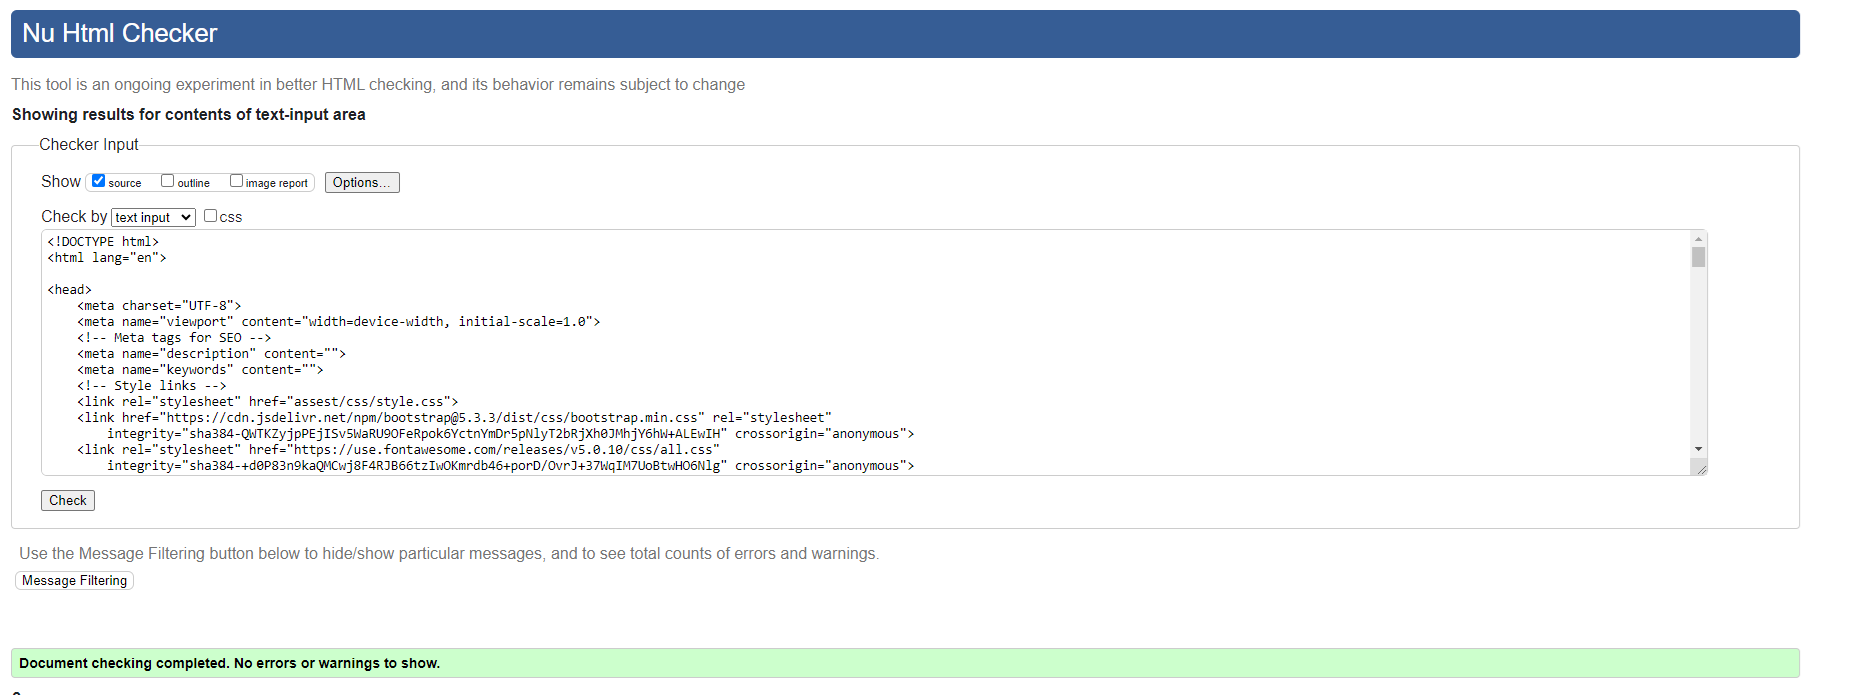 Nu Html Checker
This tool is an ongoing experiment in better HTML checking, and its behavior remains subject to change
Showing results for contents of text-input area
Checker Input
Show source outline image report Options...
Check by text input css
<!DOCTYPE html>
<html lang="en">
<head>
<meta charset="UTF-8">
<meta name="viewport" content="width=device-width, initial-scale=1.0">
<!-- Meta tags for SEO -->
<meta name="description" content="">
<meta name="keywords" content="">
<!-- Style links -->
<link rel="stylesheet" href="assest/css/style.css">
<link href="https://cdn.jsdelivr.net/npm/bootstrap@5.3.3/dist/css/bootstrap.min.css" rel="stylesheet"
integrity="sha384-QWTKZyjpPEjISv5WaRU9OFeRpok6YctnYmDr5pNlyT2bRjXh0JMhjY6hW+ALEwIH" crossorigin="anonymous">
<link rel="stylesheet" href="https://use.fontawesome.com/releases/v5.0.10/css/all.css"
integrity="sha384-+d0P83n9kaQMCwj8F4RJB66tzIwOKmrdb46+porD/OvrJ+37WqIM7UoBtwHO6Nlg" crossorigin="anonymous">
Check
Use the Message Filtering button below to hide/show particular messages, and to see total counts of errors and warnings.
Message Filtering
Document checking completed. No errors or warnings to show.